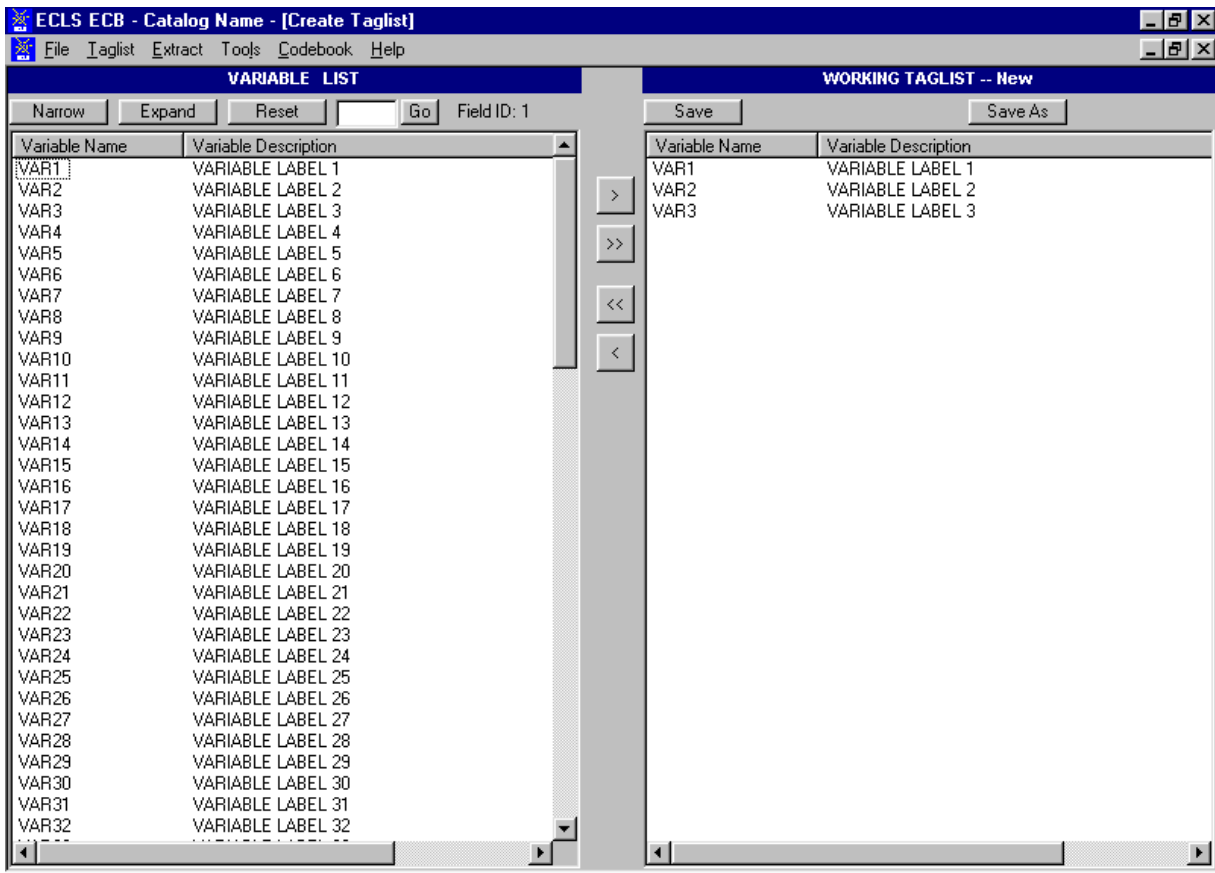 ECLS ECB - Catalog Name - [Create Taglist]
File Taglist Extract Tools Codebook Help
VARIABLE LIST
Narrow Expand Reset Go Field ID: 1
Variable Name Variable Description
VAR1 VARIABLE LABEL 1
VAR2 VARIABLE LABEL 2
VAR3 VARIABLE LABEL 3
VAR4 VARIABLE LABEL 4
VAR5 VARIABLE LABEL 5
VAR6 VARIABLE LABEL 6
VAR7 VARIABLE LABEL 7
VAR8 VARIABLE LABEL 8
VAR9 VARIABLE LABEL 9
VAR10 VARIABLE LABEL 10
VAR11 VARIABLE LABEL 11
VAR12 VARIABLE LABEL 12
VAR13 VARIABLE LABEL 13
VAR14 VARIABLE LABEL 14
VAR15 VARIABLE LABEL 15
VAR16 VARIABLE LABEL 16
VAR17 VARIABLE LABEL 17
VAR18 VARIABLE LABEL 18
VAR19 VARIABLE LABEL 19
VAR20 VARIABLE LABEL 20
VAR21 VARIABLE LABEL 21
VAR22 VARIABLE LABEL 22
VAR23 VARIABLE LABEL 23
VAR24 VARIABLE LABEL 24
VAR25 VARIABLE LABEL 25
VAR26 VARIABLE LABEL 26
VAR27 VARIABLE LABEL 27
VAR28 VARIABLE LABEL 28
VAR29 VARIABLE LABEL 29
VAR30 VARIABLE LABEL 30
VAR31 VARIABLE LABEL 31
VAR32 VARIABLE LABEL 32
>
>>
<<
<
WORKING TAGLIST -- New
Save Save As
Variable Name Variable Description
VAR1 VARIABLE LABEL 1
VAR2 VARIABLE LABEL 2
VAR3 VARIABLE LABEL 3